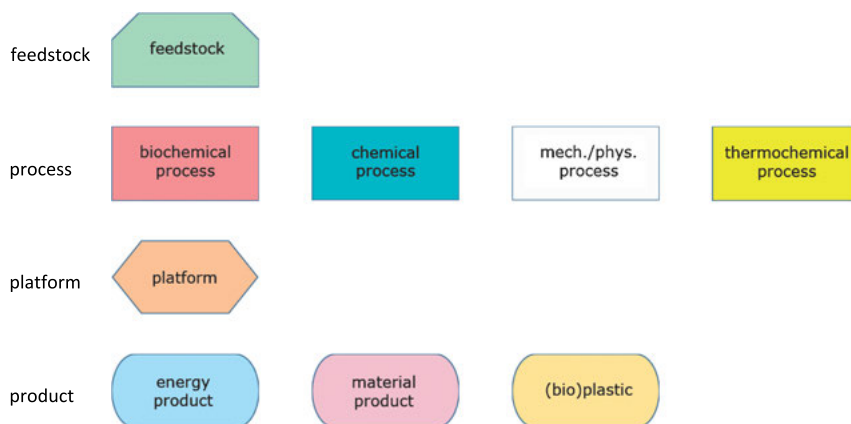 feedstock
feedstock
process
biochemical
process
chemical
process
mech./phys.
process
thermochemical
process
platform
platform
product
energy
product
material
product
(bio)plastic